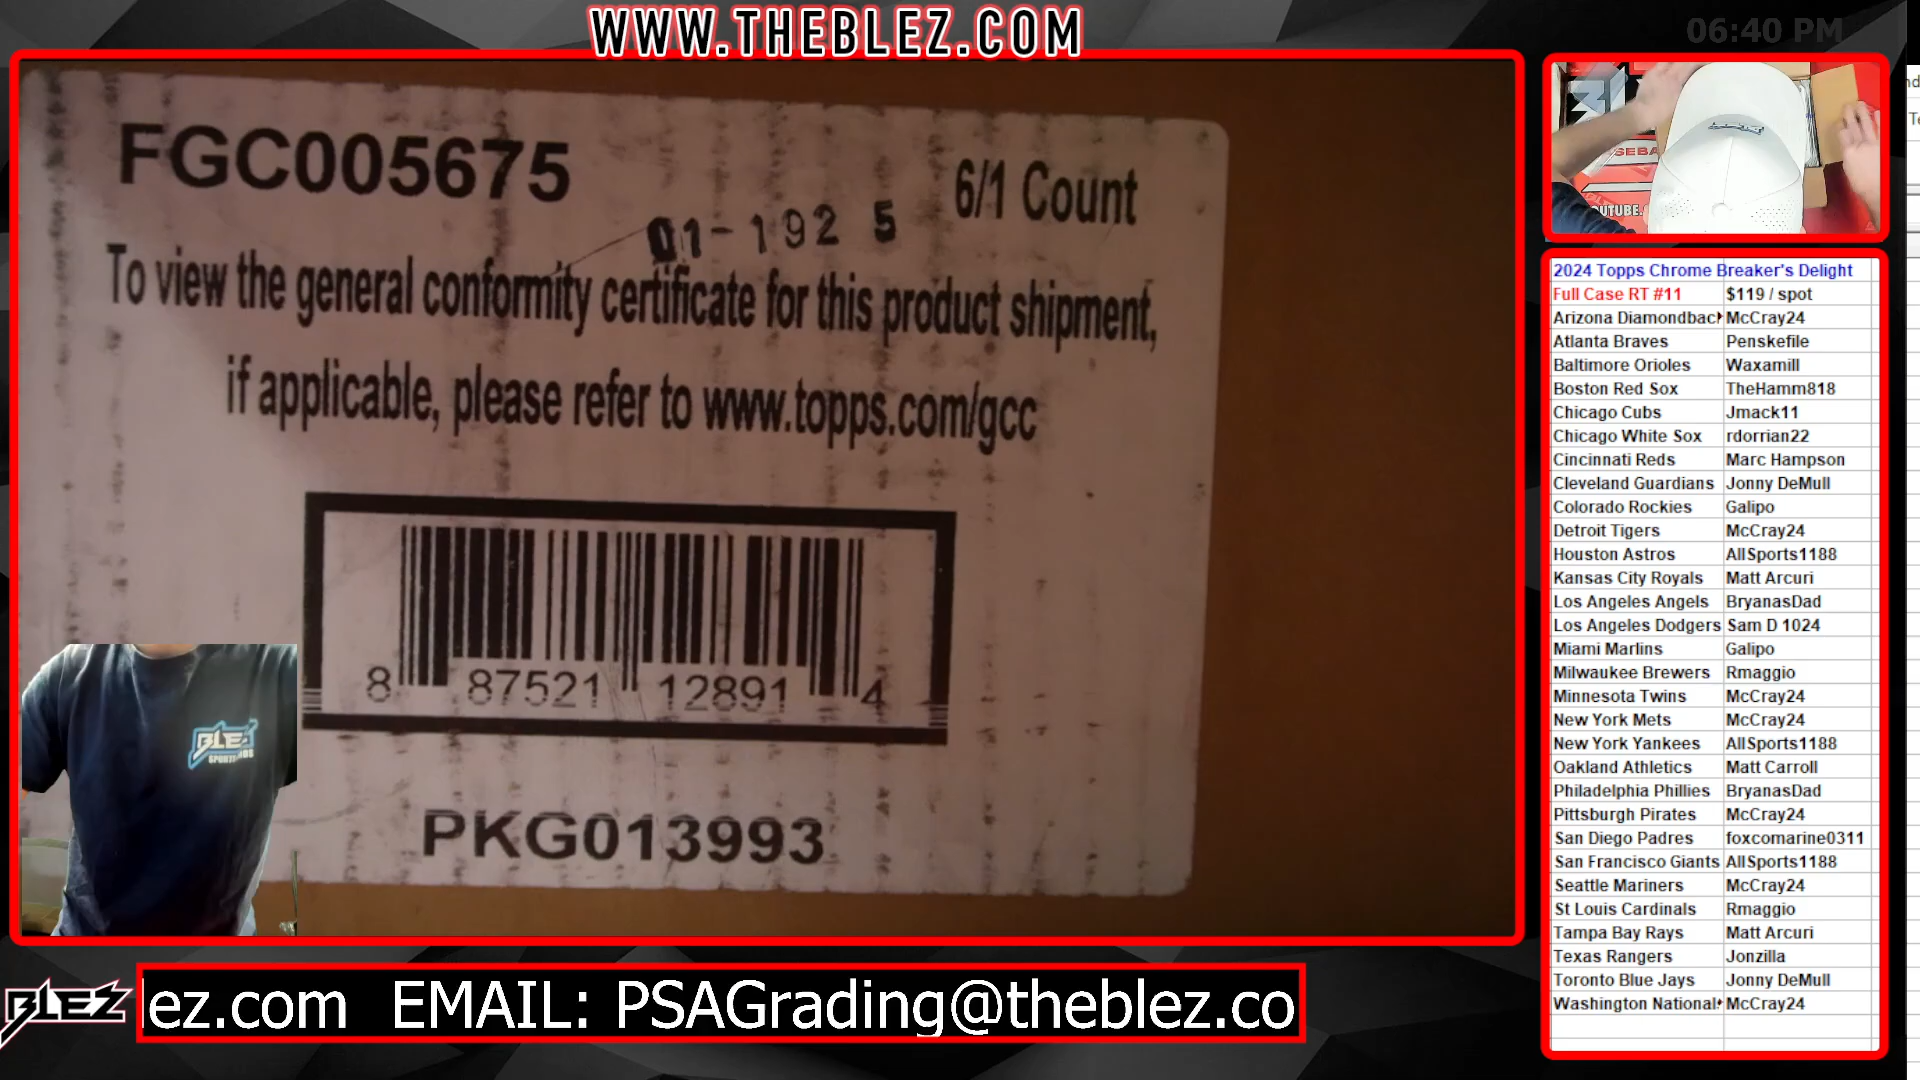 WWW.THEBLEZ.COM
06:40 PM
FGC005675
6/1 Count
01-192 5
To view the general conformity certificate for this product shipment,
if applicable, please refer to www.topps.com/gcc
8 87521 12891 4
PKG013993
BLEZ
BLEZ
ez.com EMAIL: PSAGrading@theblez.co
2024 Topps Chrome Breaker's Delight
Full Case RT #11 $119 / spot
Arizona Diamondbac McCray24
Atlanta Braves Penskefile
Baltimore Orioles Waxamill
Boston Red Sox TheHamm818
Chicago Cubs Jmack11
Chicago White Sox rdorrian22
Cincinnati Reds Marc Hampson
Cleveland Guardians Jonny DeMull
Colorado Rockies Galipo
Detroit Tigers McCray24
Houston Astros AllSports1188
Kansas City Royals Matt Arcuri
Los Angeles Angels BryanasDad
Los Angeles Dodgers Sam D 1024
Miami Marlins Galipo
Milwaukee Brewers Rmaggio
Minnesota Twins McCray24
New York Mets McCray24
New York Yankees AllSports1188
Oakland Athletics Matt Carroll
Philadelphia Phillies BryanasDad
Pittsburgh Pirates McCray24
San Diego Padres foxcomarine0311
San Francisco Giants AllSports1188
Seattle Mariners McCray24
St Louis Cardinals Rmaggio
Tampa Bay Rays Matt Arcuri
Texas Rangers Jonzilla
Toronto Blue Jays Jonny DeMull
Washington National McCray24